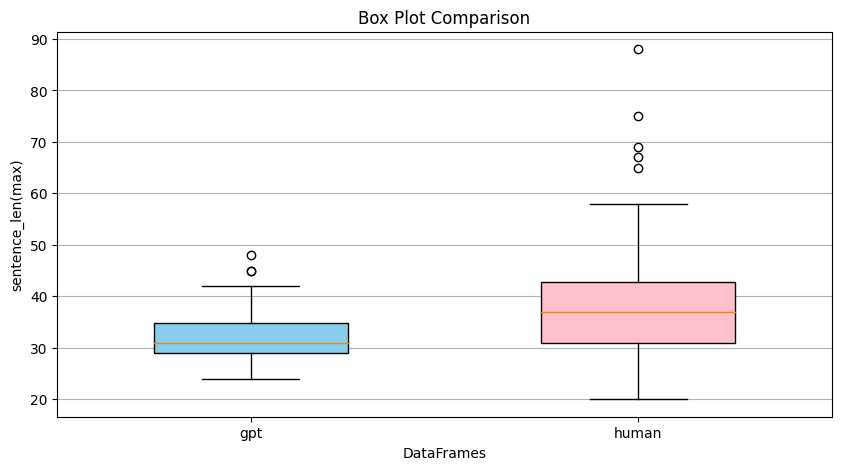 Box Plot Comparison
90
80
70
60
50
40
30
20
sentence_len(max)
gpt
human
DataFrames